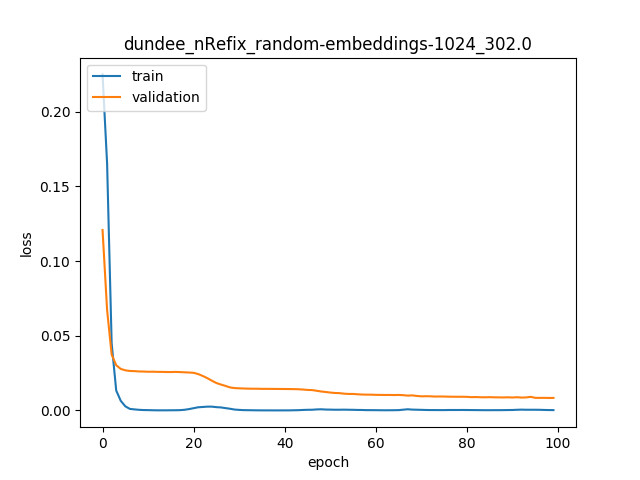 dundee_nRefix_random-embeddings-1024_302.0
train
validation
0.20
0.15
0.10
0.05
0.00
loss
0 20 40 60 80 100
epoch